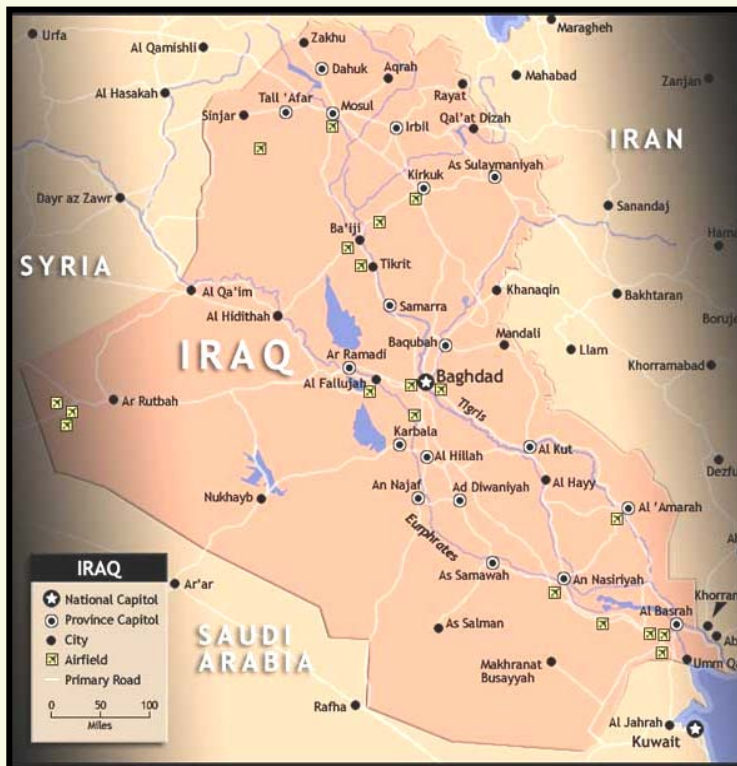 Urfa
Al Qamishli
Zakhu
Maragheh
Dahuk
Aqrah
Mahabad
Zanjan
Al Hasakah
Tall 'Afar
Rayat
Sinjar
Mosul
Irbil
Qal'at Dizah
IRAN
Kirkuk
As Sulaymaniyah
Dayr az Zawr
Sanandaj
Ba'iji
SYRIA
Tikrit
Al Qa'im
Khanaqin
Bakhtaran
Samarra
Al Hidithah
Mandali
Baqubah
Llam
IRAQ
Ar Ramadi
Khorramabad
Al Fallujah
Baghdad
Ar Rutbah
Tigris
Karbala
Al Hillah
Al Kut
An Najaf
Ad Diwaniyah
Al Hayy
Nukhayb
Al 'Amarah
Eurphrates
As Samawah
An Nasiriyah
Ar'ar
Al Basrah
SAUDI
ARABIA
As Salman
Makhranat
Busayyah
Rafha
Al Jahrah
Kuwait
IRAQ
National Capitol
Province Capitol
City
Airfield
Primary Road
0 50 100
Miles